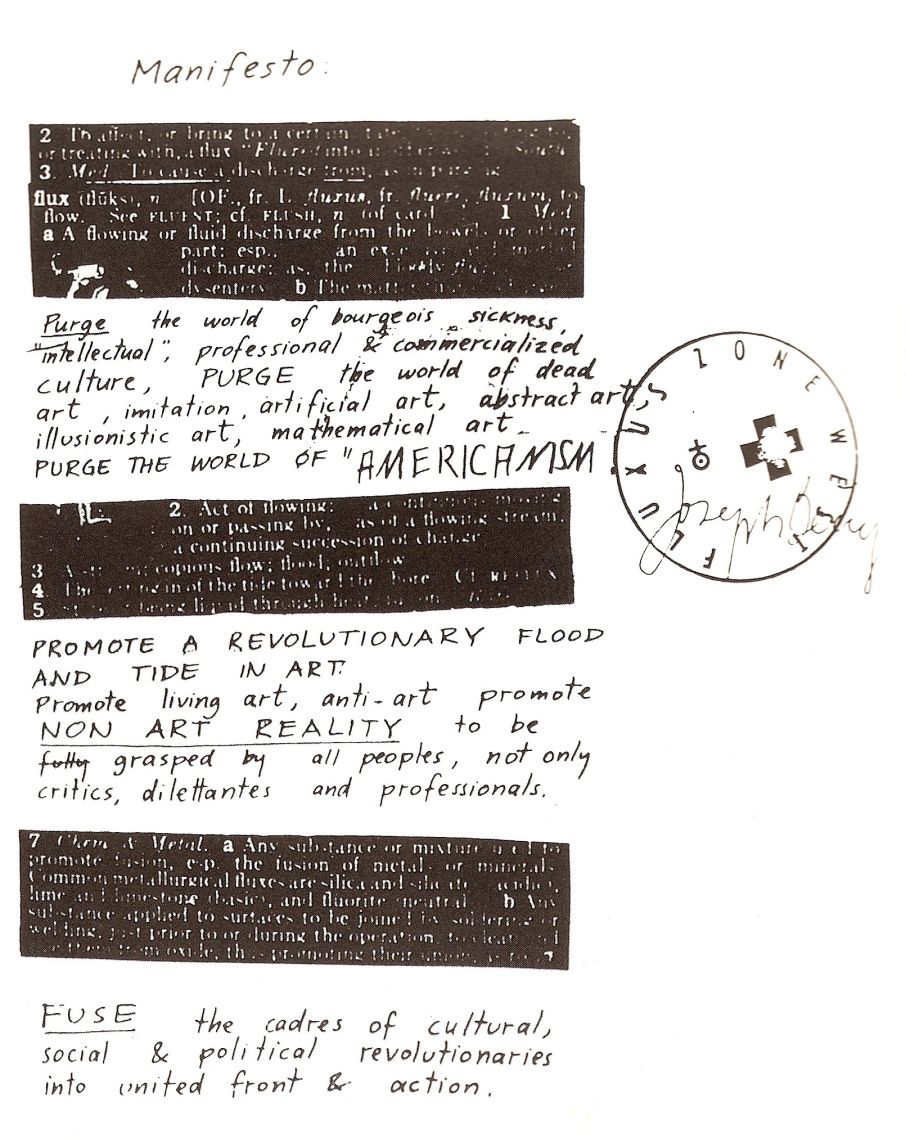 Manifesto:
2 To affect, or bring to a certain state
or treating with, a flux "Fluxed into another world." South
3 Med. To cause a discharge from, as in purging
flux (flŭks), n. [OF., fr. L. fluxus, fr. fluere, fluxum, to
flow. See FLUENT; cf. FLUSH, n. (of cards) 1 Med.
a A flowing or fluid discharge from the bowels or other
part; esp., an excessive and morbid
discharge; as, the bloody flux, or
dysentery. b The matter
Purge the world of bourgeois sickness,
"intellectual", professional & commercialized
culture, PURGE the world of dead
art, imitation, artificial art, abstract art,
illusionistic art, mathematical art
PURGE THE WORLD OF "AMERICANISM
2. Act of flowing: a continuous moving
on or passing by, as of a flowing stream;
a continuing succession of changes
3 A stream; copious flow; flood; outflow
4 The setting in of the tide toward the shore. Cf. REFLUX
5 State of being liquid through heat
PROMOTE A REVOLUTIONARY FLOOD
AND TIDE IN ART.
Promote living art, anti-art promote
NON ART REALITY to be
fully grasped by all peoples, not only
critics, dilettantes and professionals.
7 Chem. & Metal. a Any substance or mixture used to
promote fusion, esp. the fusion of metals or minerals.
Common metallurgical fluxes are silica and silicates (acidic),
lime and limestone (basic), and fluorite (neutral). b Any
substance applied to surfaces to be joined by soldering or
welding, just prior to or during the operation, to clean and
free them from oxide, thus promoting their union, as rosin
FUSE the cadres of cultural,
social & political revolutionaries
into united front & action.
FLUXUS ZONE WEST
Joseph Beuys